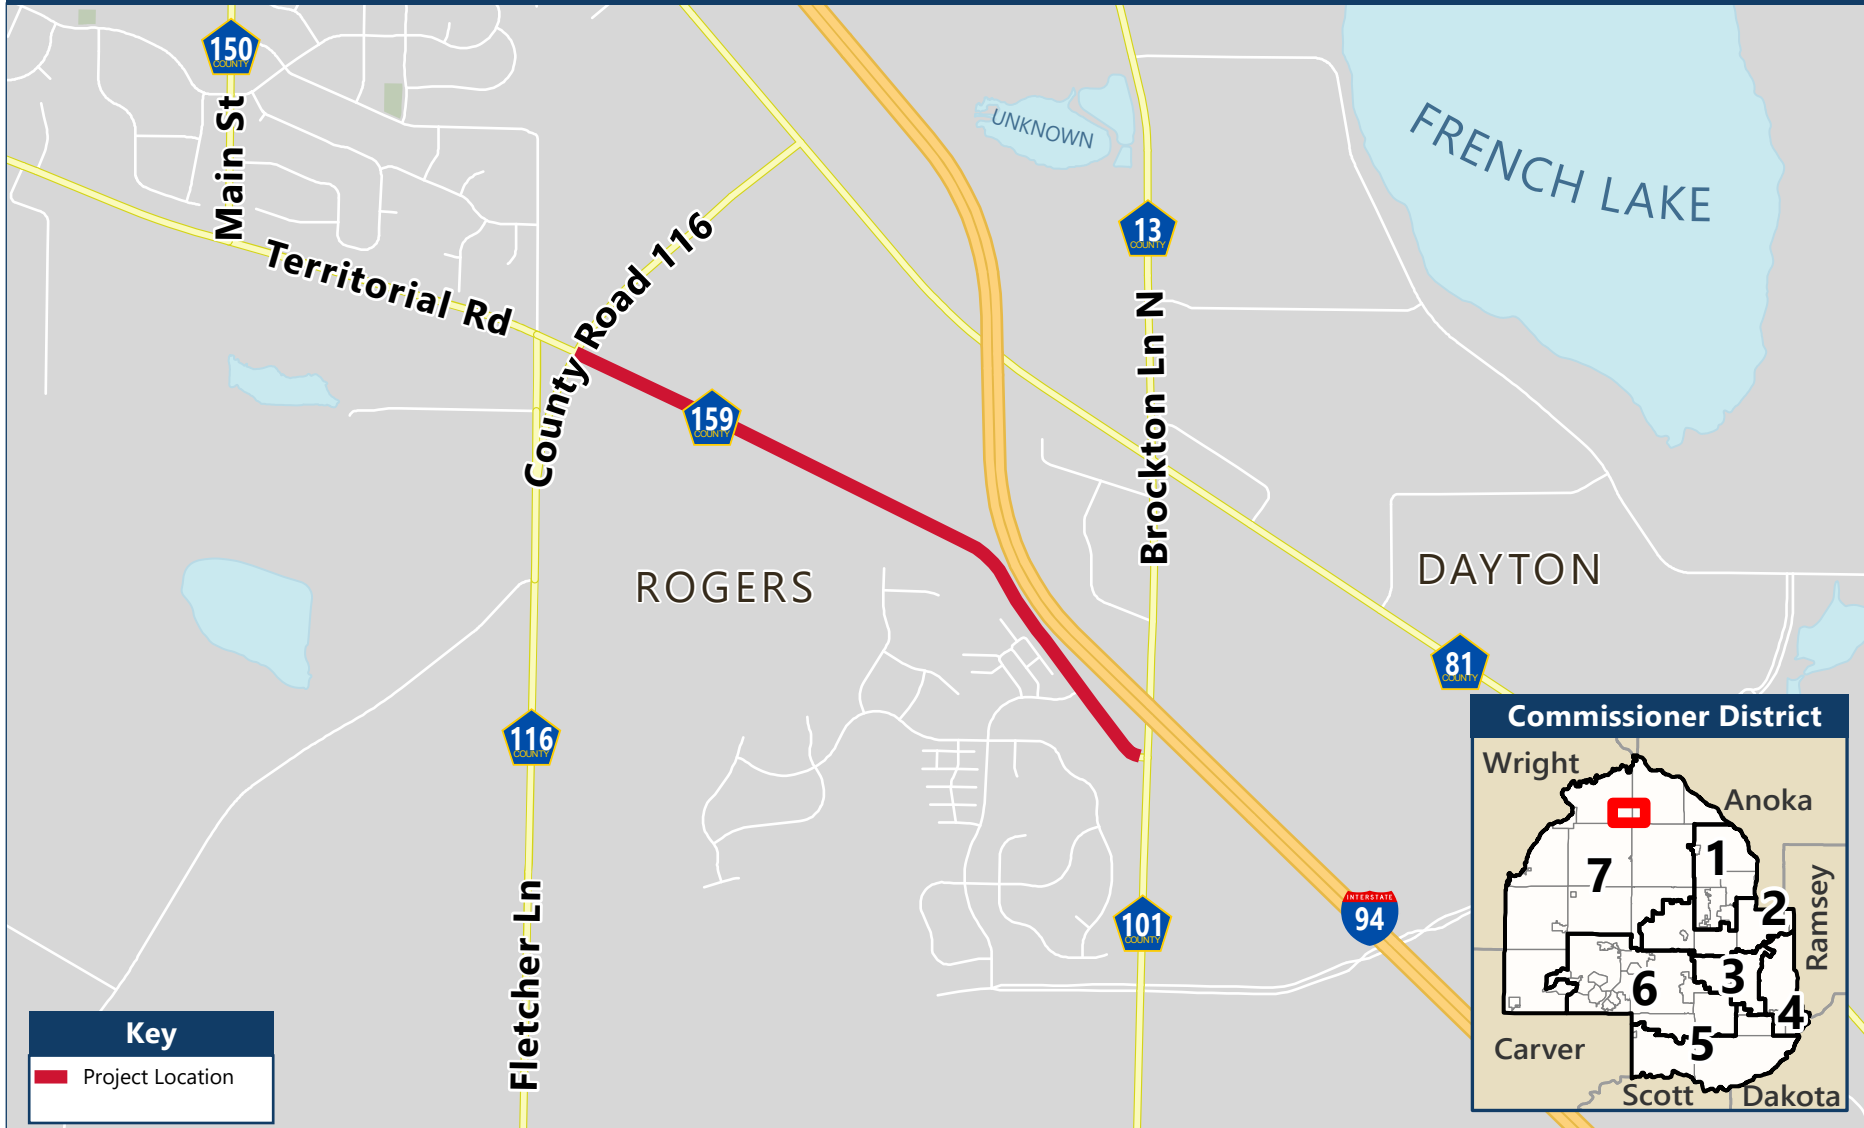 150
COUNTY
Main St
UNKNOWN
FRENCH LAKE
13
COUNTY
Territorial Rd
County Road 116
Brockton Ln N
159
COUNTY
ROGERS
DAYTON
81
COUNTY
116
COUNTY
Fletcher Ln
101
COUNTY
INTERSTATE
94
Key
Project Location
Commissioner District
Wright
Anoka
7
1
2
Ramsey
6
3
4
5
Carver
Scott
Dakota